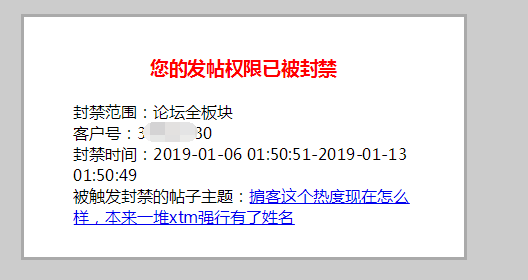 您的发帖权限已被封禁
封禁范围：论坛全板块
客户号：3 30
封禁时间：2019-01-06 01:50:51-2019-01-13
01:50:49
被触发封禁的帖子主题：掮客这个热度现在怎么
样，本来一堆xtm强行有了姓名